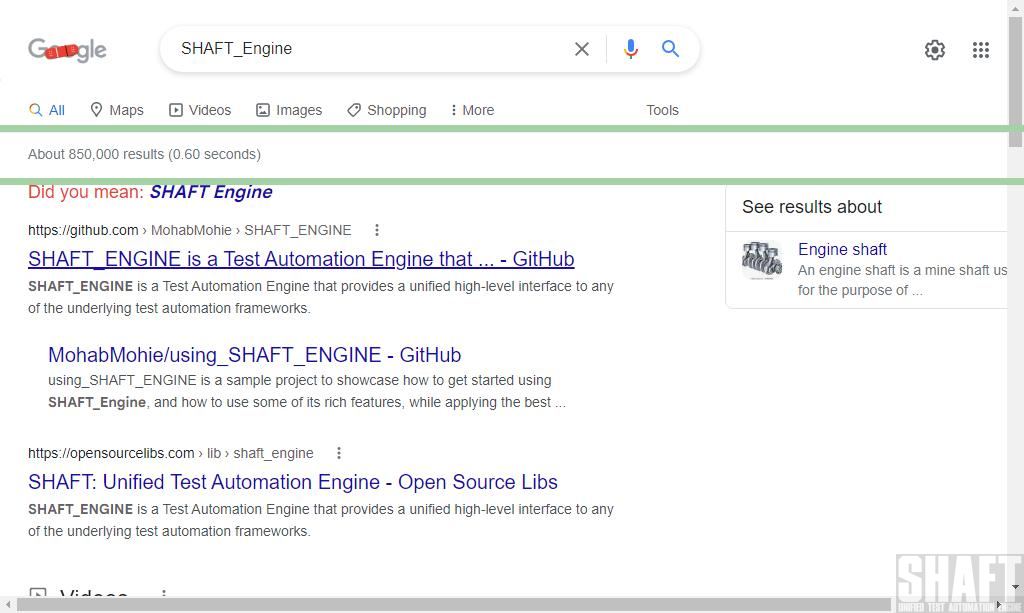 Google
SHAFT_Engine
All Maps Videos Images Shopping More Tools
About 850,000 results (0.60 seconds)
Did you mean: SHAFT Engine
https://github.com › MohabMohie › SHAFT_ENGINE
SHAFT_ENGINE is a Test Automation Engine that ... - GitHub
SHAFT_ENGINE is a Test Automation Engine that provides a unified high-level interface to any
of the underlying test automation frameworks.
MohabMohie/using_SHAFT_ENGINE - GitHub
using_SHAFT_ENGINE is a sample project to showcase how to get started using
SHAFT_Engine, and how to use some of its rich features, while applying the best ...
https://opensourcelibs.com › lib › shaft_engine
SHAFT: Unified Test Automation Engine - Open Source Libs
SHAFT_ENGINE is a Test Automation Engine that provides a unified high-level interface to any
of the underlying test automation frameworks.
Videos
See results about
Engine shaft
An engine shaft is a mine shaft us
for the purpose of ...
SHAFT
UNIFIED TEST AUTOMATION